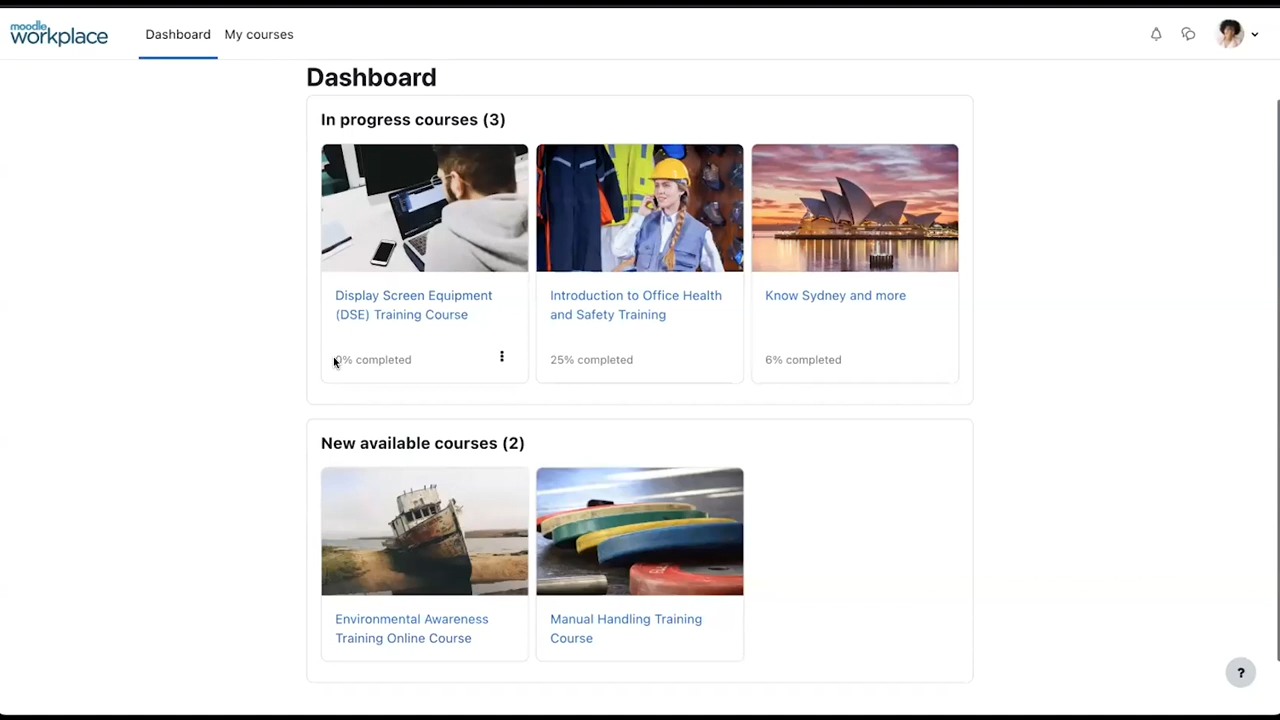 moodle
workplace
Dashboard
My courses
Dashboard
In progress courses (3)
Display Screen Equipment
(DSE) Training Course
0% completed
Introduction to Office Health
and Safety Training
25% completed
Know Sydney and more
6% completed
New available courses (2)
Environmental Awareness
Training Online Course
Manual Handling Training
Course
?